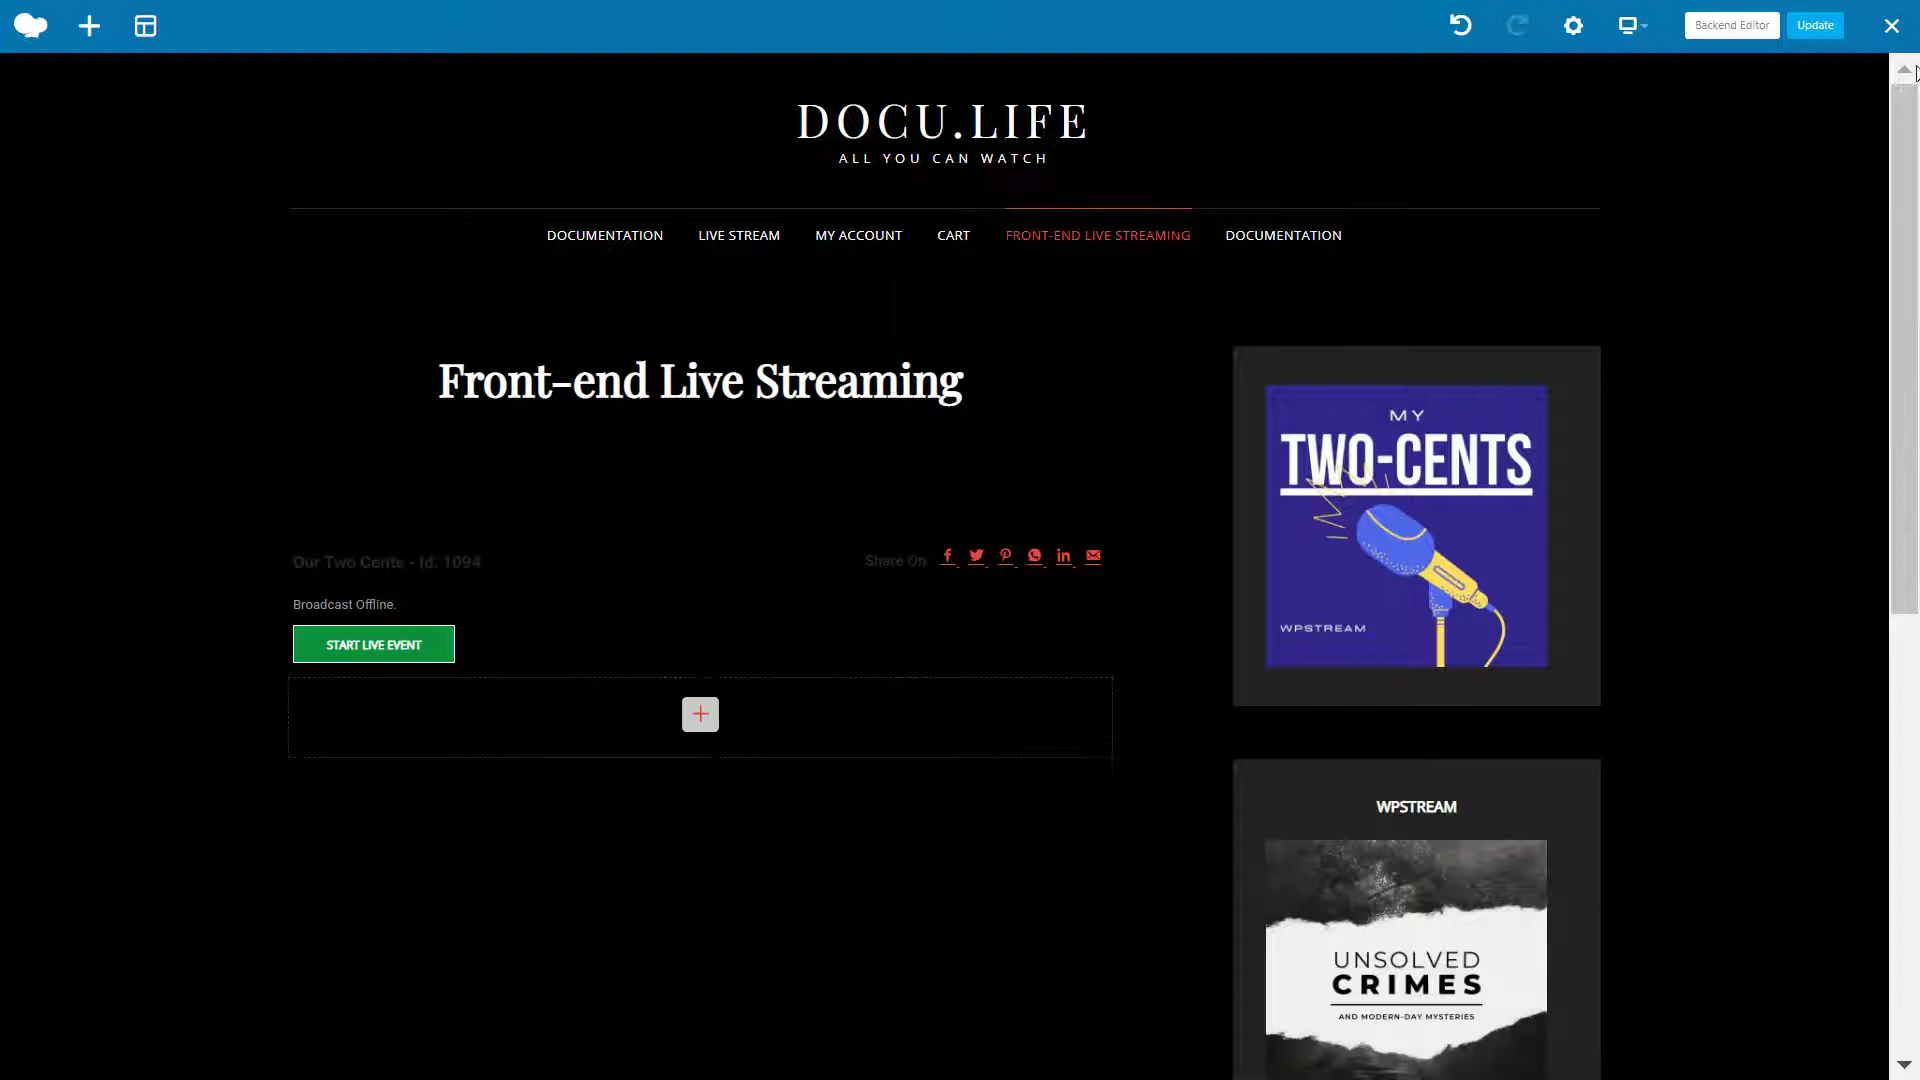 Backend Editor
Update
DOCU.LIFE
ALL YOU CAN WATCH
DOCUMENTATION
LIVE STREAM
MY ACCOUNT
CART
FRONT-END LIVE STREAMING
DOCUMENTATION
Front-end Live Streaming
Our Two Cents - Id. 1094
Share On
Broadcast Offline.
START LIVE EVENT
MY
TWO-CENTS
WPSTREAM
WPSTREAM
UNSOLVED
CRIMES
AND MODERN-DAY MYSTERIES